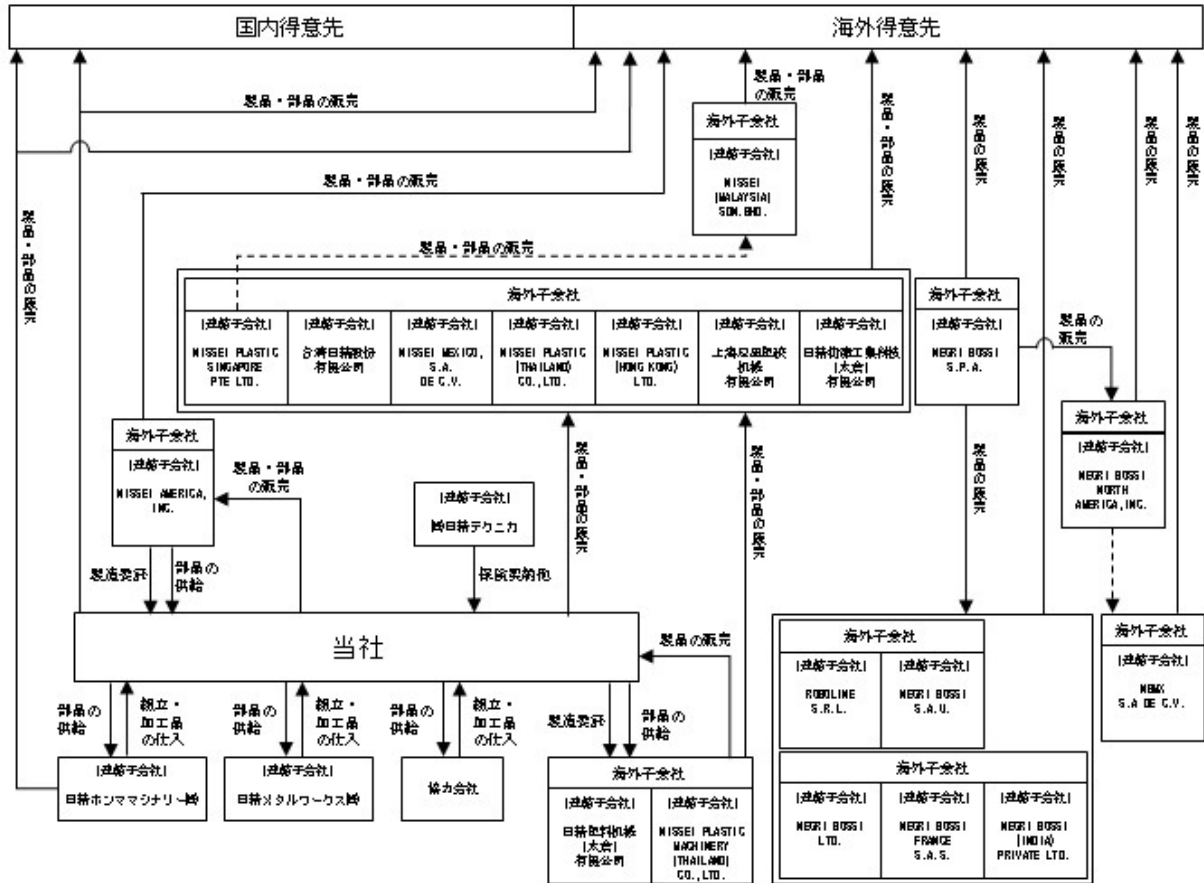 国内得意先
海外得意先
製品・部品の販売
製品・部品
の販売
海外子会社
(連結子会社)
NISSEI
(MALAYSIA)
SDN.BHD.
製品・部品の販売
製品・部品の販売
製品・部品の販売
製品の販売
製品の販売
製品の販売
製品の販売
製品・部品の販売
海外子会社
(連結子会社)
NISSEI PLASTIC
SINGAPORE
PTE LTD.
(連結子会社)
台湾日精股份
有限公司
(連結子会社)
NISSEI MEXICO,
S.A.
DE C.V.
(連結子会社)
NISSEI PLASTIC
(THAILAND)
CO.,LTD.
(連結子会社)
NISSEI PLASTIC
(HONG KONG)
LTD.
(連結子会社)
机械
有限公司
(連結子会社)
(太倉)
有限公司
海外子会社
(連結子会社)
NEGRI BOSSI
S.P.A.
製品の
販売
海外子会社
(連結子会社)
NEGRI BOSSI
NORTH
AMERICA,INC.
海外子会社
(連結子会社)
NISSEI AMERICA,
INC.
製品・部品
の販売
(連結子会社)
㈱日精テクニカ
製品・部品の販売
製品・部品の販売
製品の販売
製造委託
部品の
供給
保険契約他
当社
製品の販売
海外子会社
(連結子会社)
ROBOLINE
S.R.L.
(連結子会社)
NEGRI BOSSI
S.A.U.
海外子会社
(連結子会社)
NBMX
S.A DE C.V.
部品の
供給
組立・
加工品
の仕入
部品の
供給
組立・
加工品
の仕入
部品の
供給
組立・
加工品
の仕入
製造委託
部品の
供給
(連結子会社)
日精ホンママシナリー㈱
(連結子会社)
日精メタルワークス㈱
協力会社
海外子会社
(連結子会社)
日精塑料机械
(太倉)
有限公司
(連結子会社)
NISSEI PLASTIC
MACHINERY
(THAILAND)
CO.,LTD.
海外子会社
(連結子会社)
NEGRI BOSSI
LTD.
(連結子会社)
NEGRI BOSSI
FRANCE
S.A.S.
(連結子会社)
NEGRI BOSSI
(INDIA)
PRIVATE LTD.